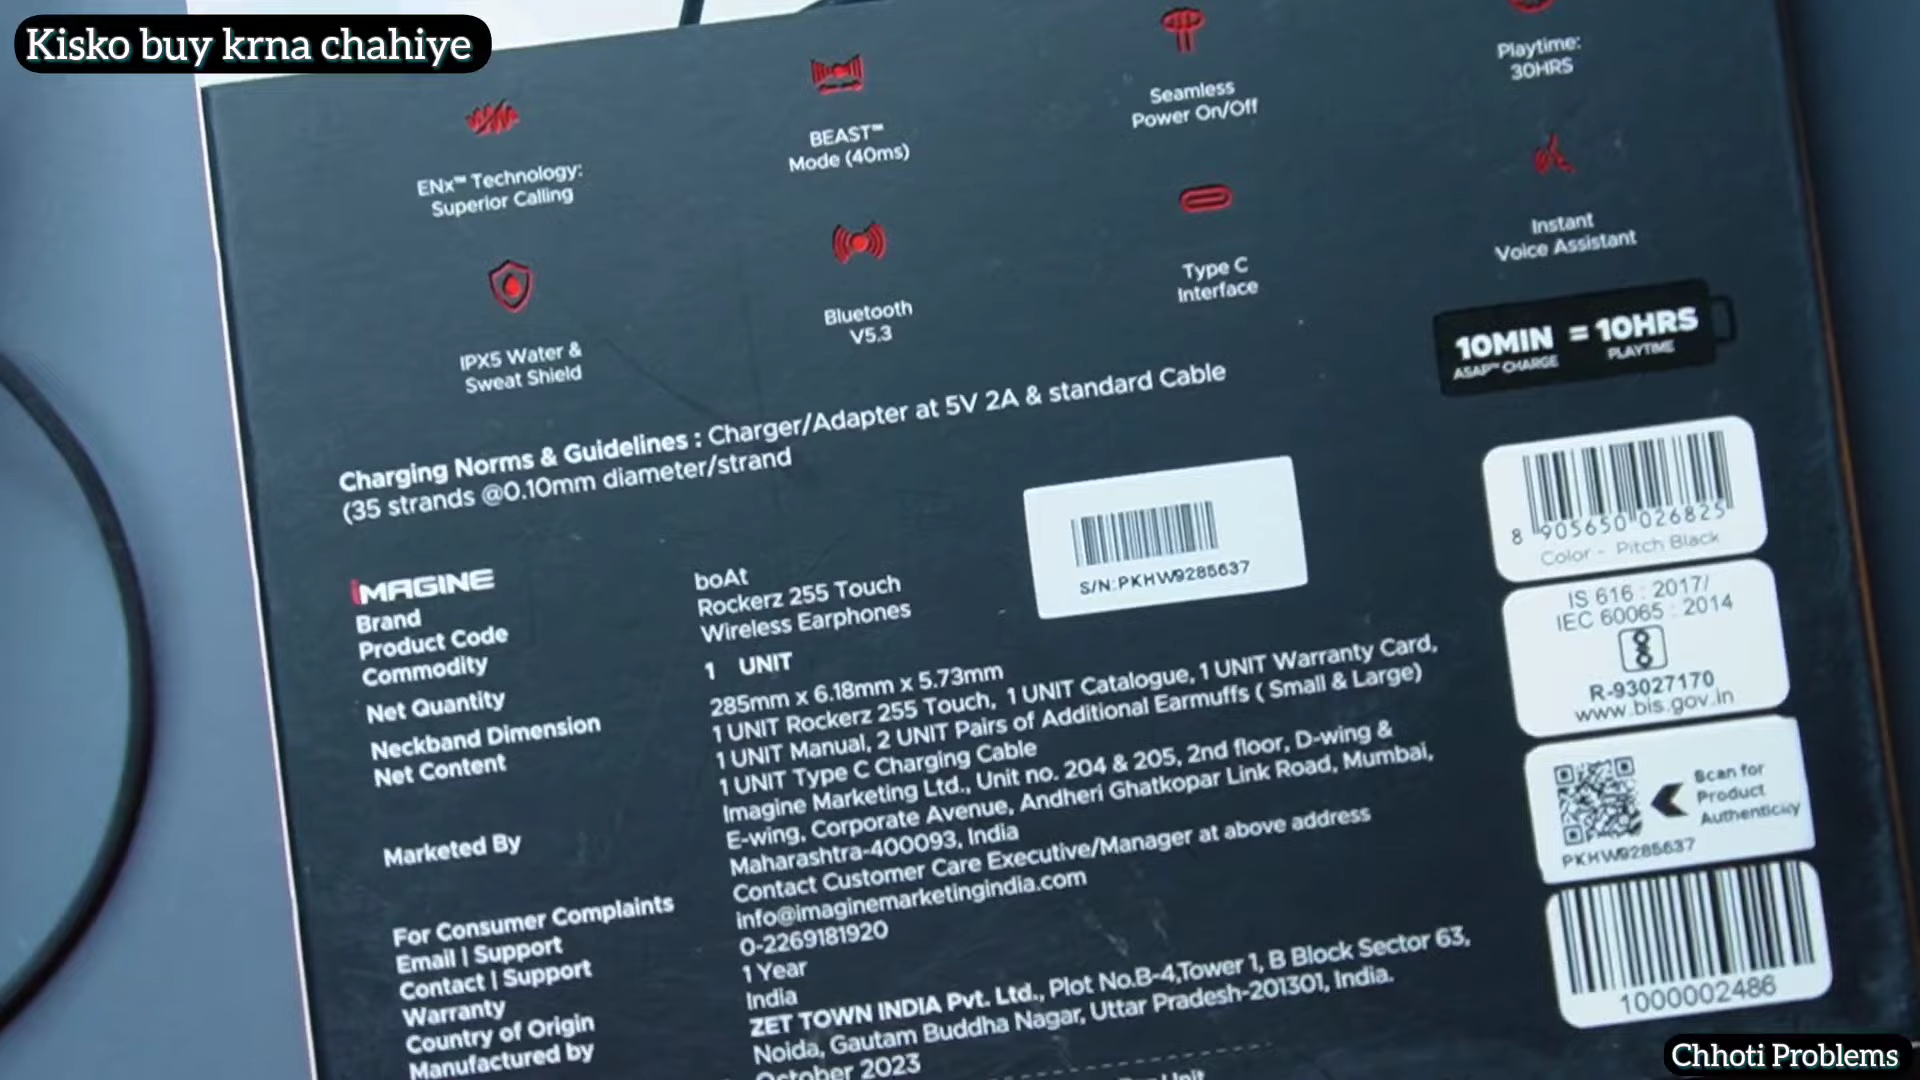 Kisko buy krna chahiye
ENx™ Technology:
Superior Calling
BEAST™
Mode (40ms)
Seamless
Power On/Off
Playtime:
30HRS
IPX5 Water &
Sweat Shield
Bluetooth
V5.3
Type C
Interface
Instant
Voice Assistant
10MIN = 10HRS
ASAP™ CHARGE PLAYTIME
Charging Norms & Guidelines : Charger/Adapter at 5V 2A & standard Cable
(35 strands @0.10mm diameter/strand
iMAGINE
Brand boAt
Product Code Rockerz 255 Touch
Commodity Wireless Earphones
Net Quantity 1 UNIT
Neckband Dimension 285mm x 6.18mm x 5.73mm
Net Content 1 UNIT Rockerz 255 Touch, 1 UNIT Catalogue, 1 UNIT Warranty Card,
1 UNIT Manual, 2 UNIT Pairs of Additional Earmuffs ( Small & Large)
1 UNIT Type C Charging Cable
Marketed By Imagine Marketing Ltd., Unit no. 204 & 205, 2nd floor, D-wing &
E-wing, Corporate Avenue, Andheri Ghatkopar Link Road, Mumbai,
Maharashtra-400093, India
For Consumer Complaints Contact Customer Care Executive/Manager at above address
Email | Support info@imaginemarketingindia.com
Contact | Support 0-2269181920
Warranty 1 Year
Country of Origin India
Manufactured by ZET TOWN INDIA Pvt. Ltd., Plot No.B-4,Tower 1, B Block Sector 63,
Noida, Gautam Buddha Nagar, Uttar Pradesh-201301, India.
October 2023
Unit
S/N:PKHW9285637
8 905650 026825
Color - Pitch Black
IS 616 : 2017/
IEC 60065 : 2014
R-93027170
www.bis.gov.in
Scan for
Product
Authenticity
PKHW9285637
1000002486
Chhoti Problems